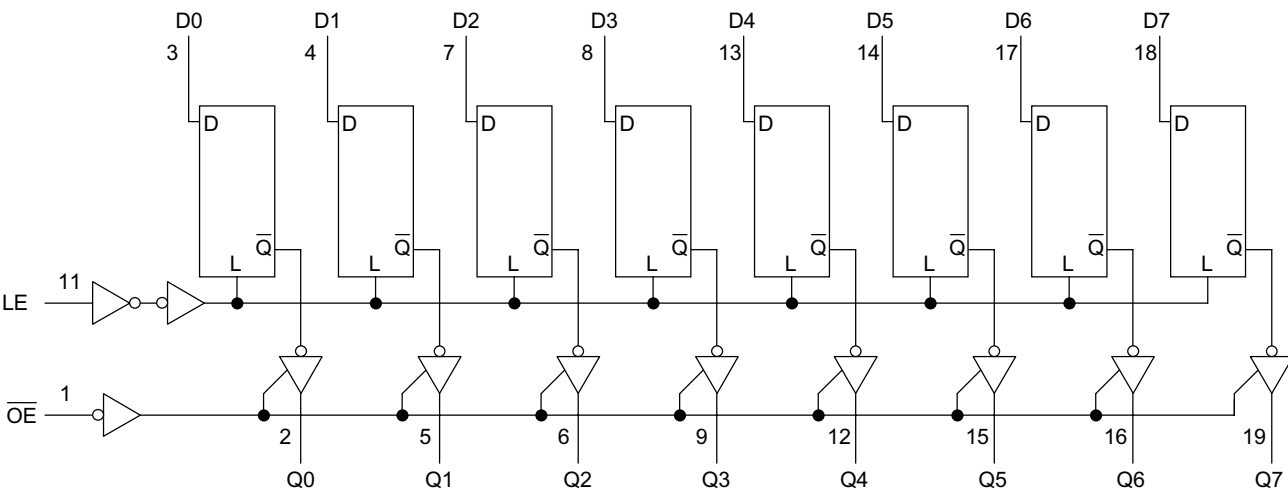 D0 D1 D2 D3 D4 D5 D6 D7
3 4 7 8 13 14 17 18
D D D D D D D D
Q̅ Q̅ Q̅ Q̅ Q̅ Q̅ Q̅ Q̅
L L L L L L L L
LE 11
O̅E̅ 1
2 5 6 9 12 15 16 19
Q0 Q1 Q2 Q3 Q4 Q5 Q6 Q7